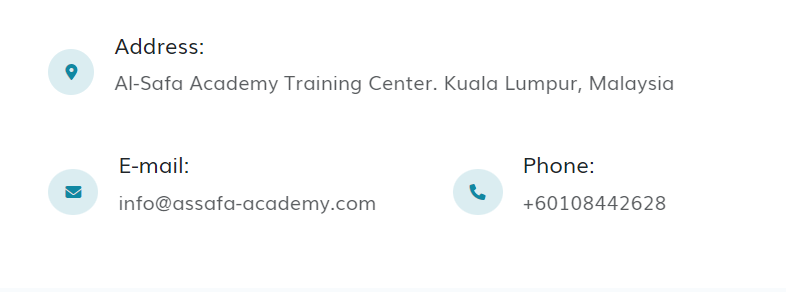 Address:
Al-Safa Academy Training Center. Kuala Lumpur, Malaysia
E-mail:
info@assafa-academy.com
Phone:
+60108442628